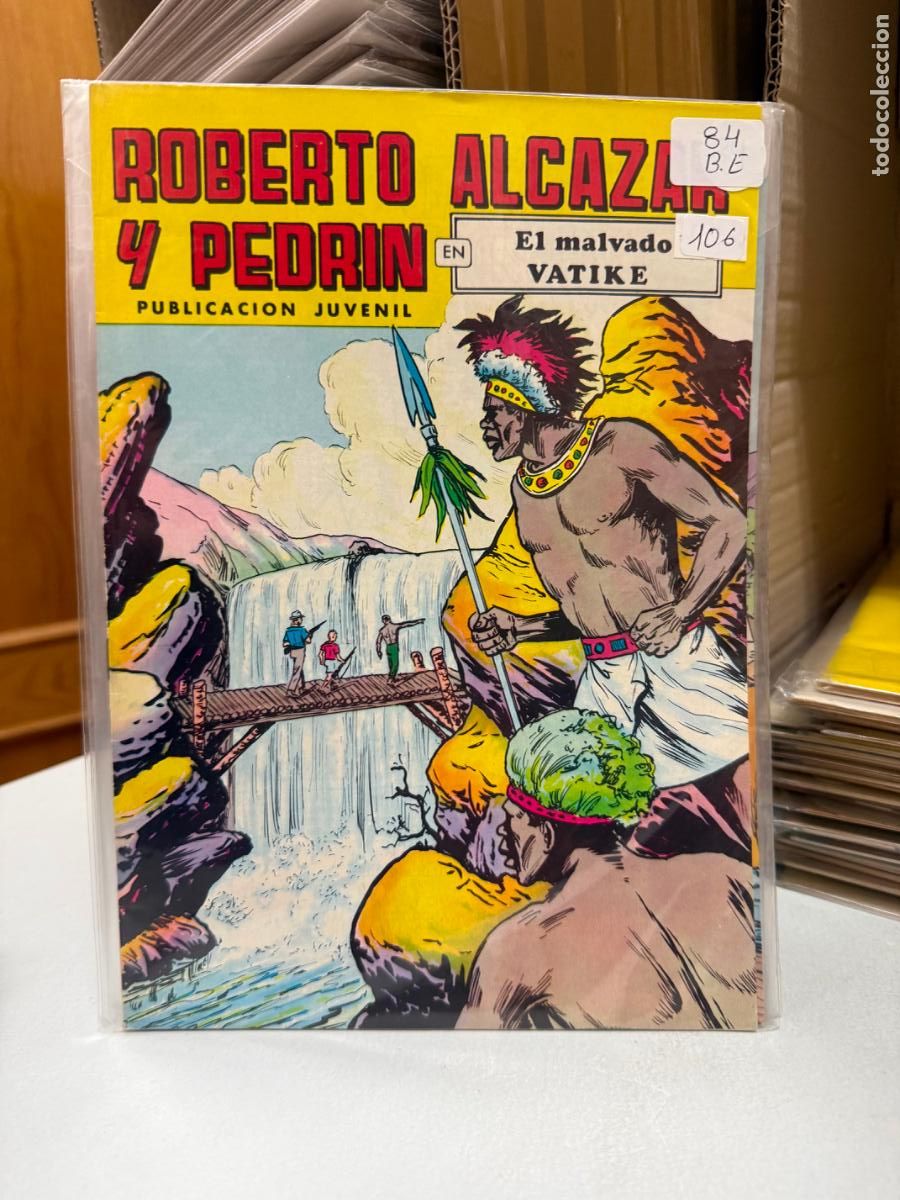 ROBERTO ALCAZAR
Y PEDRIN
EN
El malvado
VATIKE
PUBLICACION JUVENIL
84
B.E
106
todocoleccion